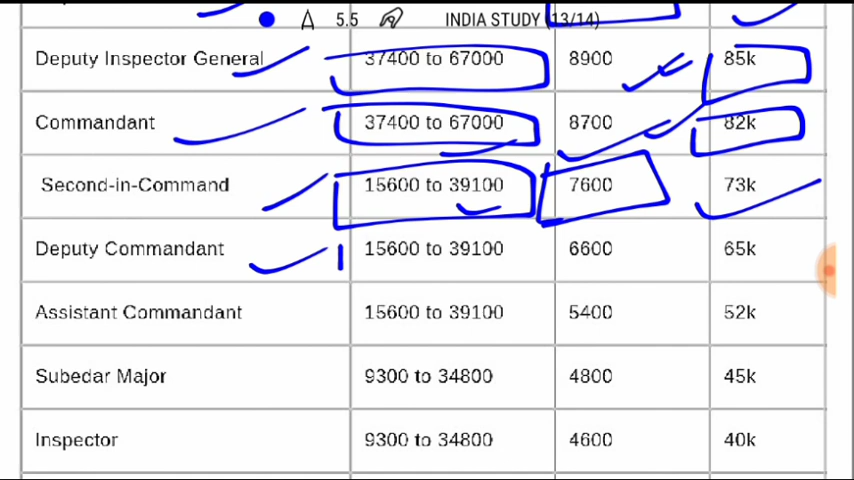 5.5 INDIA STUDY (13/14)
Deputy Inspector General 37400 to 67000 8900 85k
Commandant 37400 to 67000 8700 82k
Second-in-Command 15600 to 39100 7600 73k
Deputy Commandant 15600 to 39100 6600 65k
Assistant Commandant 15600 to 39100 5400 52k
Subedar Major 9300 to 34800 4800 45k
Inspector 9300 to 34800 4600 40k